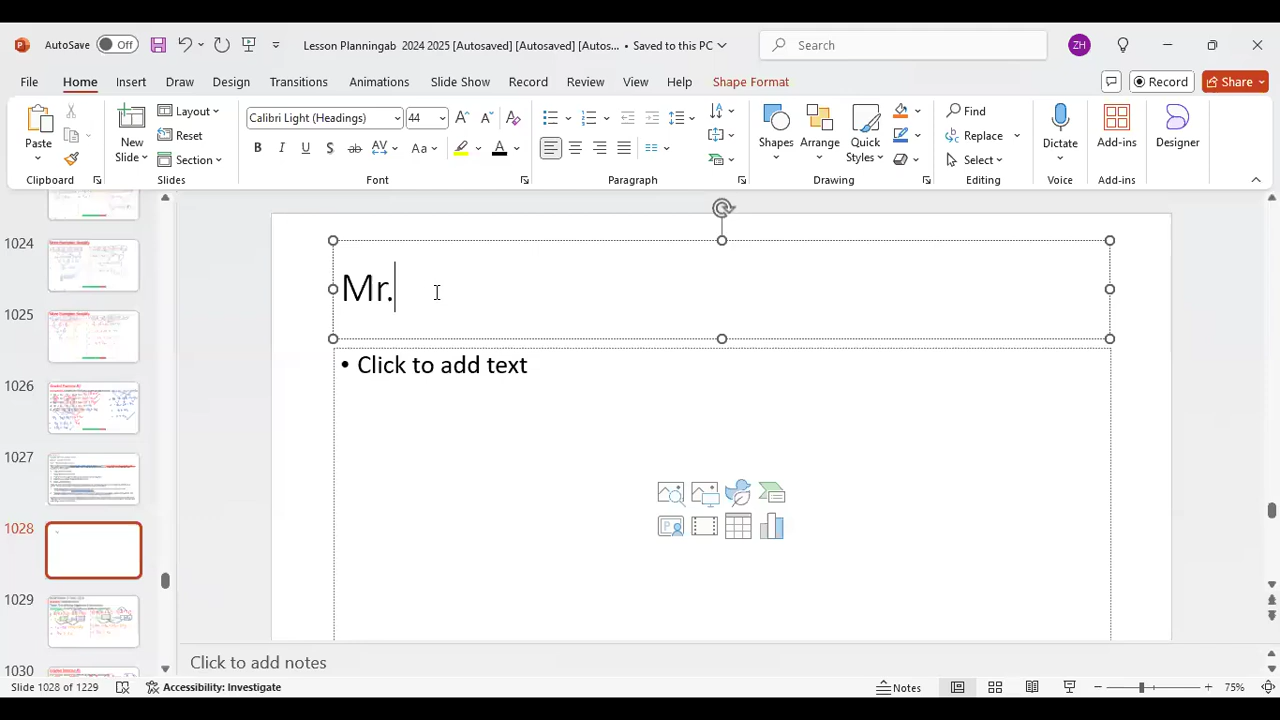 AutoSave Off Lesson Planningab 2024 2025 [Autosaved] [Autosaved] [Autos... • Saved to this PC Search ZH
File Home Insert Draw Design Transitions Animations Slide Show Record Review View Help Shape Format Record Share
Paste New Slide Layout Reset Section Calibri Light (Headings) 44 Shapes Arrange Quick Styles Find Replace Select Dictate Add-ins Designer
Clipboard Slides Font Paragraph Drawing Editing Voice Add-ins
1024
1025
1026
1027
1028
1029
1030
Mr.
• Click to add text
Click to add notes
Slide 1028 of 1229 Accessibility: Investigate Notes 75%